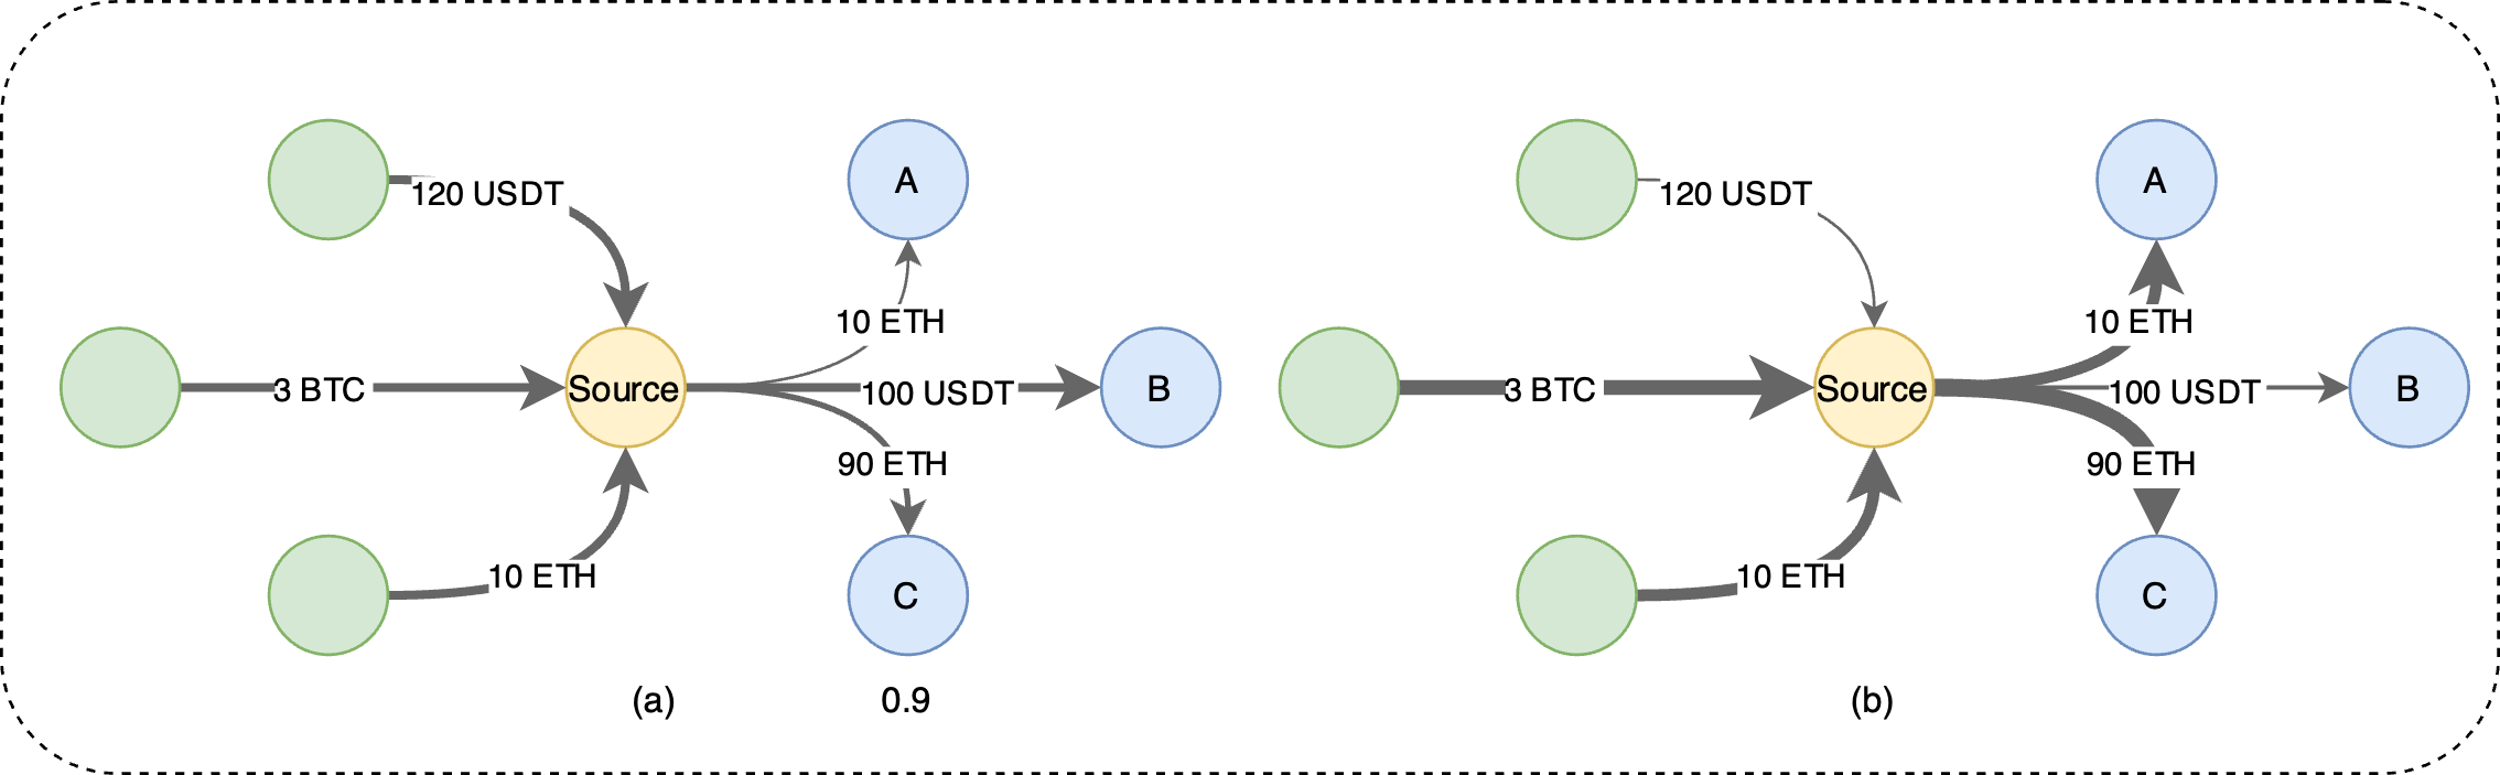 120 USDT
A
10 ETH
3 BTC
Source
100 USDT
B
90 ETH
10 ETH
C
(a)
0.9
120 USDT
A
10 ETH
3 BTC
Source
100 USDT
B
90 ETH
10 ETH
C
(b)